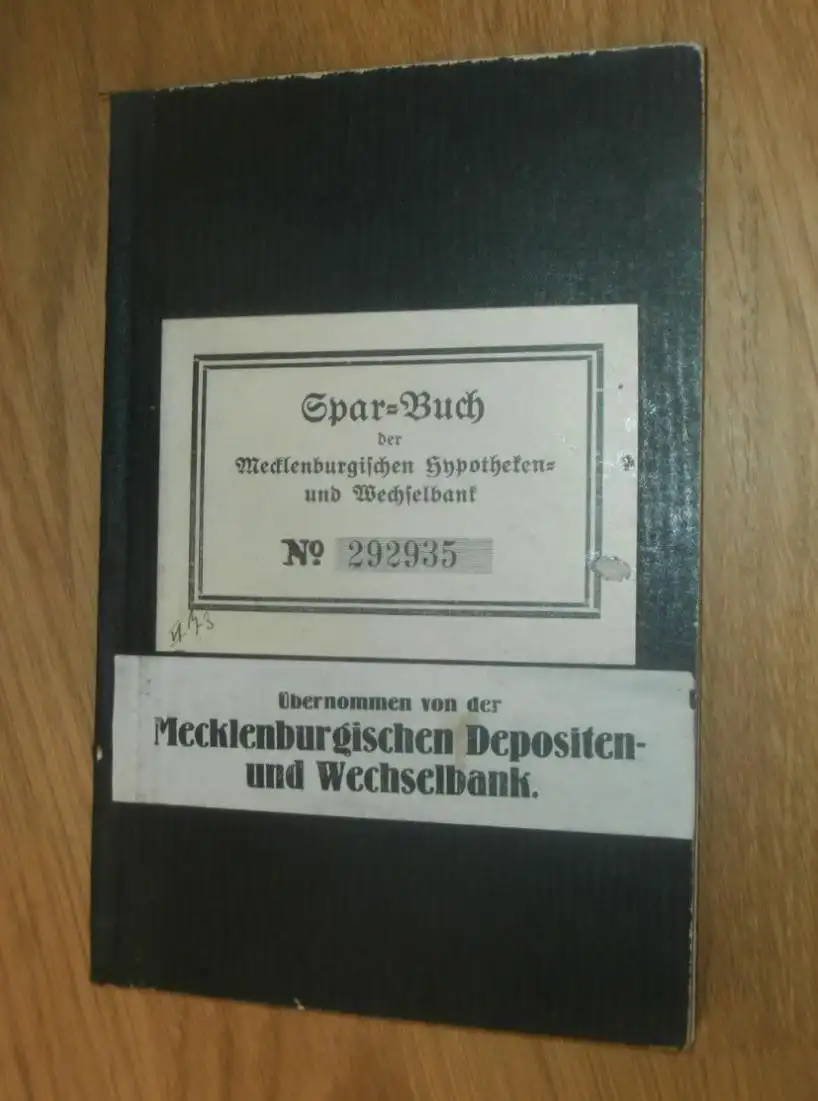 Spar=Buch
der
Mecklenburgischen Hypotheken=
und Wechselbank
No 292935
Übernommen von der
Mecklenburgischen Depositen-
und Wechselbank.